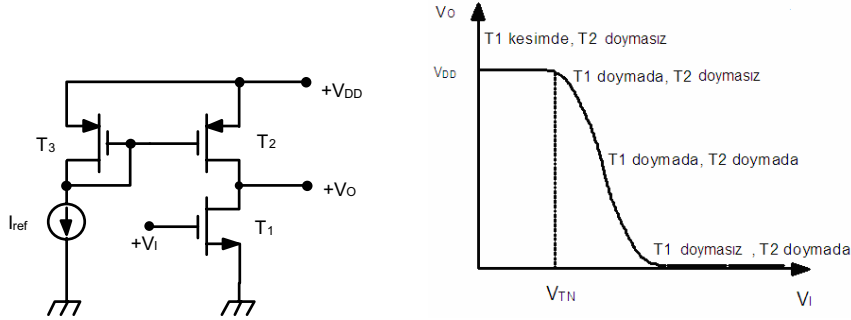 +VDD
T3
T2
+VO
Iref
+VI
T1
VO
T1 kesimde, T2 doymasız
VDD
T1 doymada, T2 doymasız
T1 doymada, T2 doymada
T1 doymasız , T2 doymada
VTN
VI